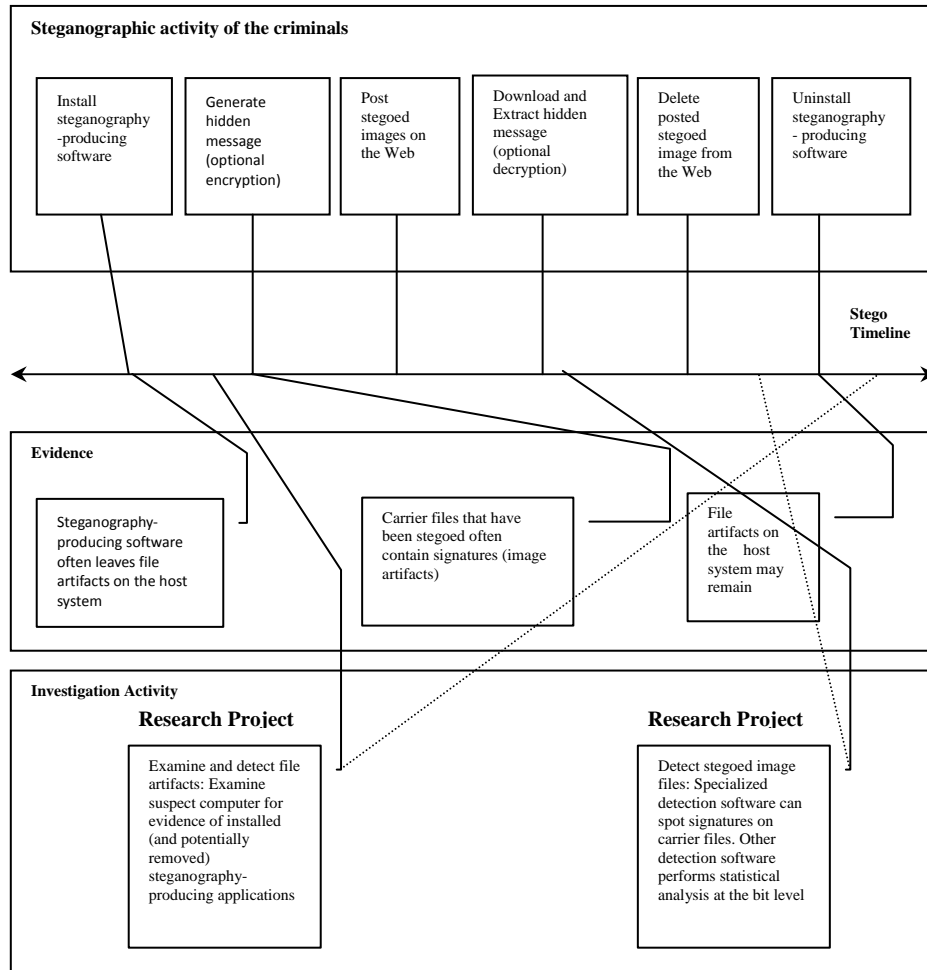 Steganographic activity of the criminals
Install
steganography
-producing
software
Generate
hidden
message
(optional
encryption)
Post
stegoed
images on
the Web
Download and
Extract hidden
message
(optional
decryption)
Delete
posted
stegoed
image from
the Web
Uninstall
steganography
- producing
software
Stego
Timeline
Evidence
Steganography-
producing software
often leaves file
artifacts on the host
system
Carrier files that have
been stegoed often
contain signatures (image
artifacts)
File
artifacts on
the host
system may
remain
Investigation Activity
Research Project
Examine and detect file
artifacts: Examine
suspect computer for
evidence of installed
(and potentially
removed)
steganography-
producing applications
Research Project
Detect stegoed image
files: Specialized
detection software can
spot signatures on
carrier files. Other
detection software
performs statistical
analysis at the bit level